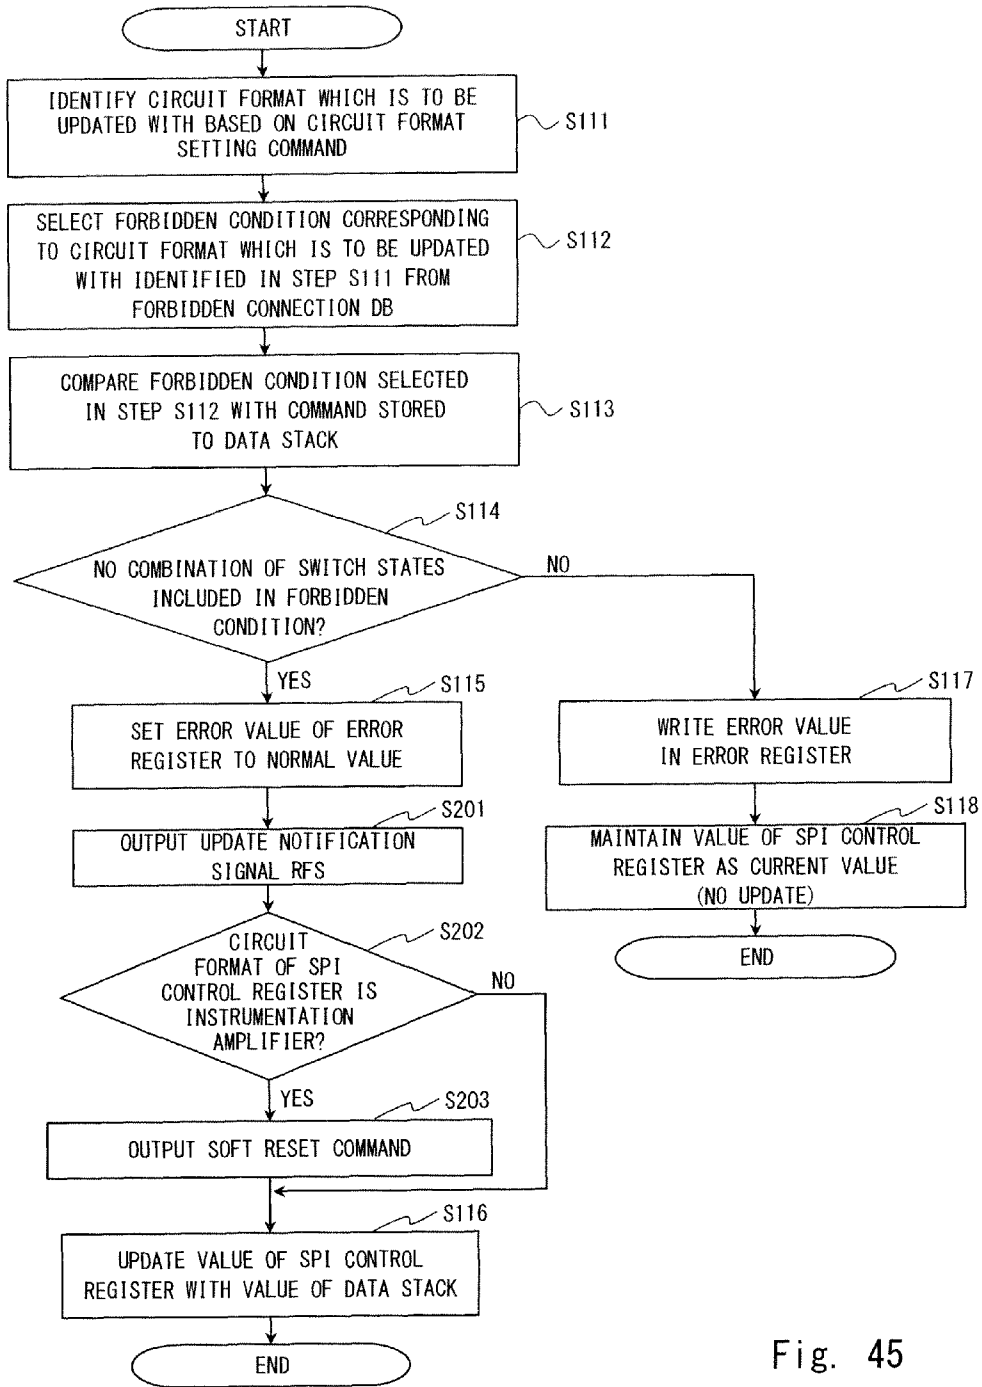 START
IDENTIFY CIRCUIT FORMAT WHICH IS TO BE
UPDATED WITH BASED ON CIRCUIT FORMAT
SETTING COMMAND
S111
SELECT FORBIDDEN CONDITION CORRESPONDING
TO CIRCUIT FORMAT WHICH IS TO BE UPDATED
WITH IDENTIFIED IN STEP S111 FROM
FORBIDDEN CONNECTION DB
S112
COMPARE FORBIDDEN CONDITION SELECTED
IN STEP S112 WITH COMMAND STORED
TO DATA STACK
S113
S114
NO COMBINATION OF SWITCH STATES
INCLUDED IN FORBIDDEN
CONDITION?
NO
YES
S115
SET ERROR VALUE OF ERROR
REGISTER TO NORMAL VALUE
S117
WRITE ERROR VALUE
IN ERROR REGISTER
S201
OUTPUT UPDATE NOTIFICATION
SIGNAL RFS
S118
MAINTAIN VALUE OF SPI CONTROL
REGISTER AS CURRENT VALUE
(NO UPDATE)
END
S202
CIRCUIT
FORMAT OF SPI
CONTROL REGISTER IS
INSTRUMENTATION
AMPLIFIER?
NO
YES
S203
OUTPUT SOFT RESET COMMAND
S116
UPDATE VALUE OF SPI CONTROL
REGISTER WITH VALUE OF DATA STACK
END
Fig. 45